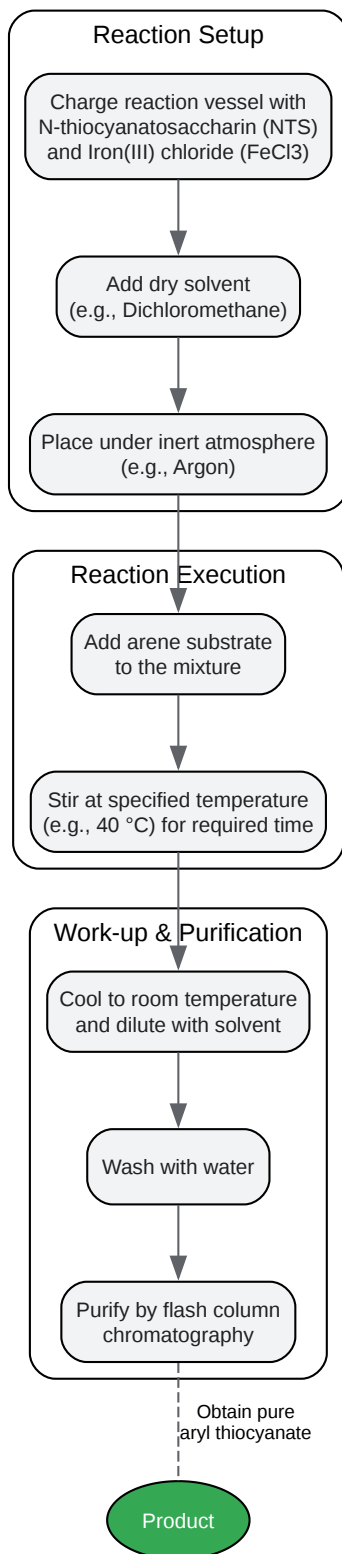 Reaction Setup
Charge reaction vessel with
N-thiocyanatosaccharin (NTS)
and Iron(III) chloride (FeCl3)
Add dry solvent
(e.g., Dichloromethane)
Place under inert atmosphere
(e.g., Argon)
Reaction Execution
Add arene substrate
to the mixture
Stir at specified temperature
(e.g., 40 °C) for required time
Work-up & Purification
Cool to room temperature
and dilute with solvent
Wash with water
Purify by flash column
chromatography
Obtain pure
aryl thiocyanate
Product